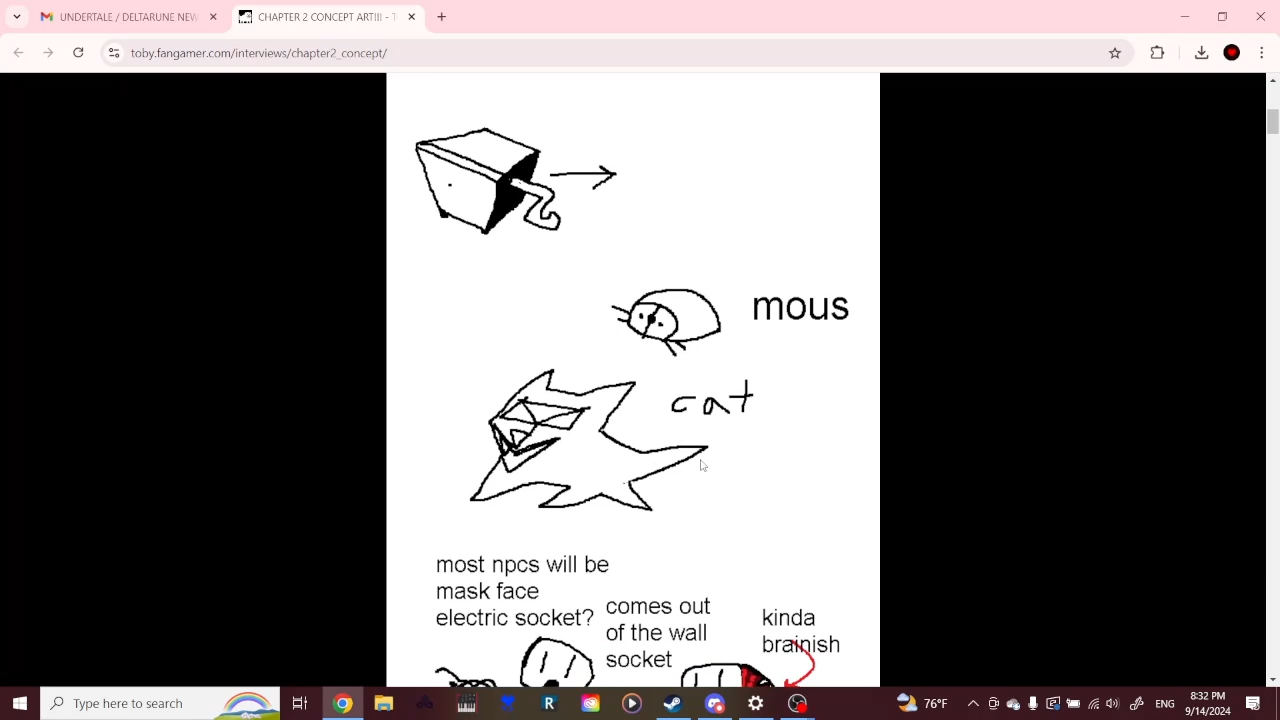 UNDERTALE / DELTARUNE NEW
CHAPTER 2 CONCEPT ART!!! - T
toby.fangamer.com/interviews/chapter2_concept/
mous
cat
most npcs will be
mask face
electric socket?
comes out
of the wall
socket
kinda
brainish
Type here to search
76°F
ENG
8:32 PM
9/14/2024